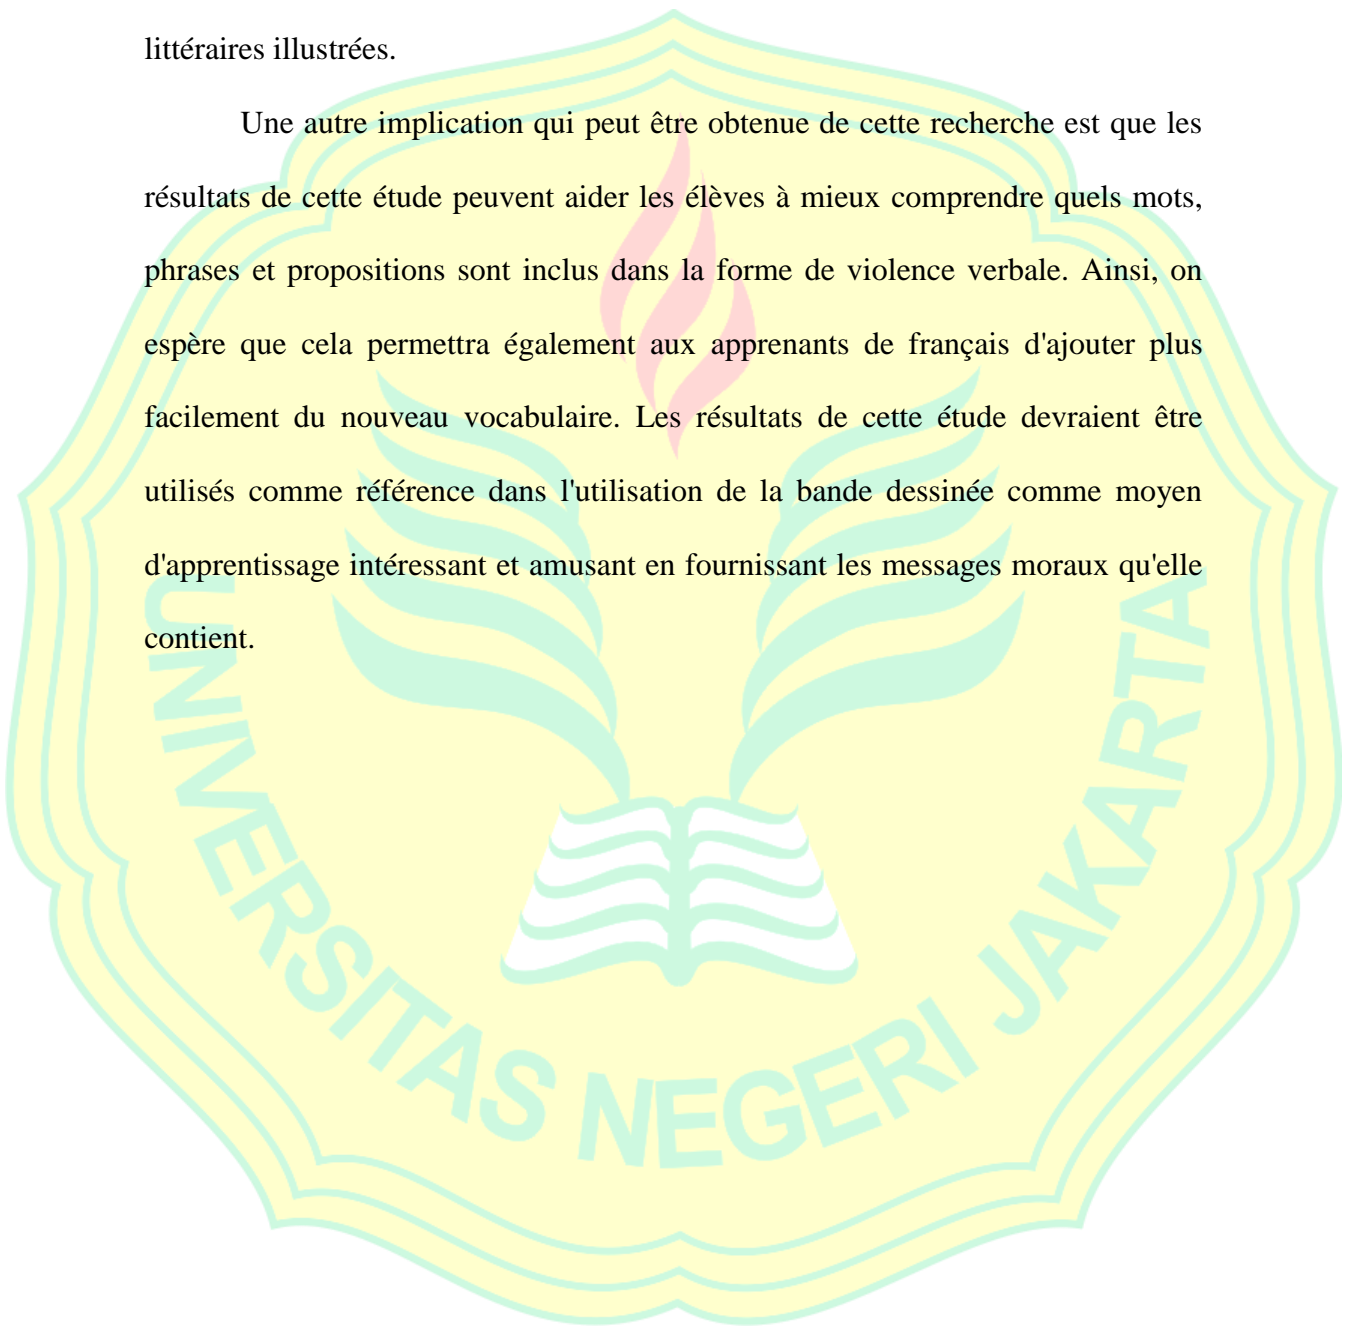 littéraires illustrées.
Une autre implication qui peut être obtenue de cette recherche est que les
résultats de cette étude peuvent aider les élèves à mieux comprendre quels mots,
phrases et propositions sont inclus dans la forme de violence verbale. Ainsi, on
espère que cela permettra également aux apprenants de français d'ajouter plus
facilement du nouveau vocabulaire. Les résultats de cette étude devraient être
utilisés comme référence dans l'utilisation de la bande dessinée comme moyen
d'apprentissage intéressant et amusant en fournissant les messages moraux qu'elle
contient.
UNIVERSITAS NEGERI JAKARTA